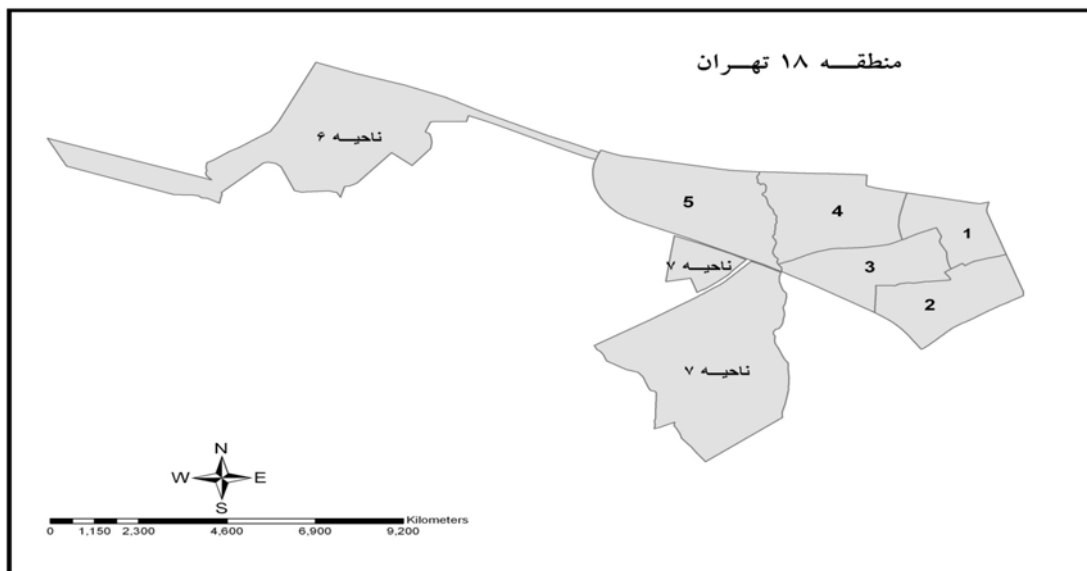 منطقه ۱۸ تهران
ناحیه ۶
5
4
1
3
ناحیه ۷
2
ناحیه ۷
N
W E
S
Kilometers
0 1,150 2,300 4,600 6,900 9,200